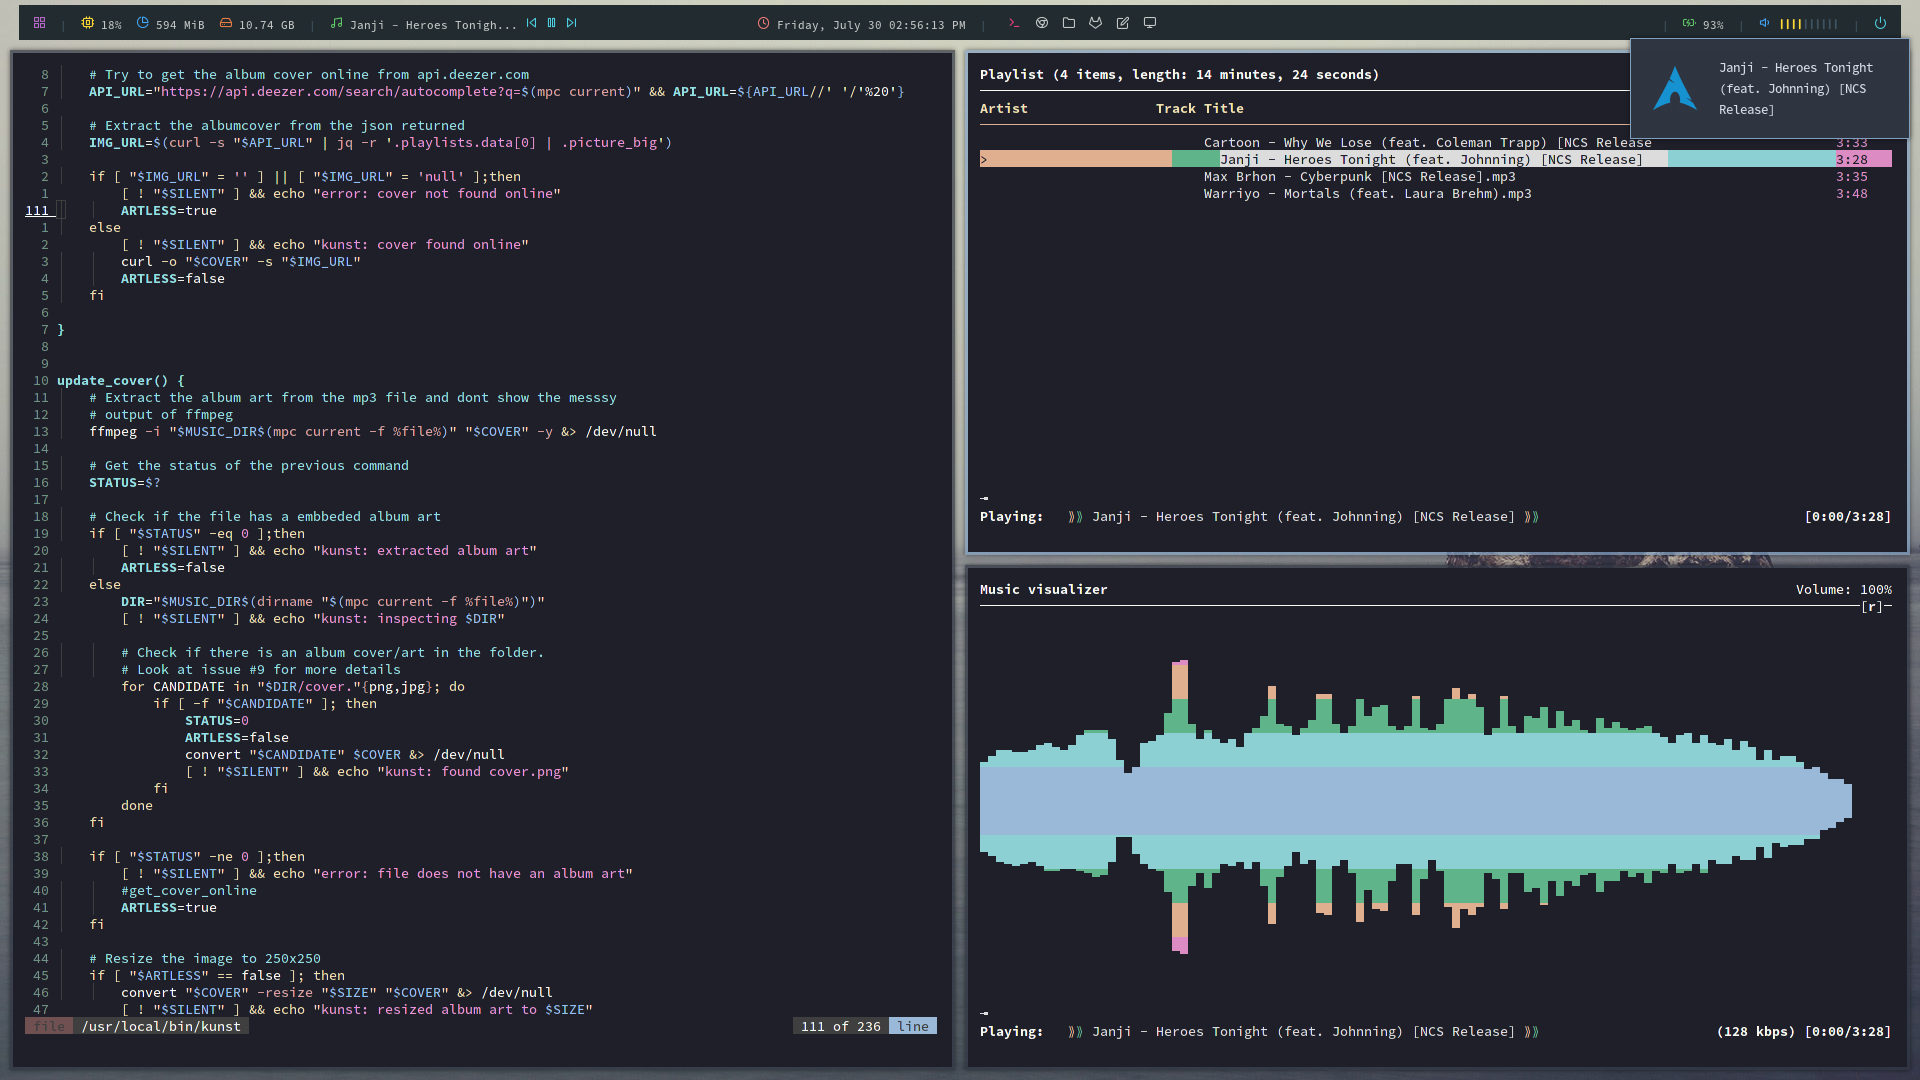 18% 594 MiB 10.74 GB Janji - Heroes Tonigh... Friday, July 30 02:56:13 PM 93%
8 # Try to get the album cover online from api.deezer.com
7 API_URL="https://api.deezer.com/search/autocomplete?q=$(mpc current)" && API_URL=${API_URL//' '/'%20'}
6
5 # Extract the albumcover from the json returned
4 IMG_URL=$(curl -s "$API_URL" | jq -r '.playlists.data[0] | .picture_big')
3
2 if [ "$IMG_URL" = '' ] || [ "$IMG_URL" = 'null' ];then
1 [ ! "$SILENT" ] && echo "error: cover not found online"
111 ARTLESS=true
1 else
2 [ ! "$SILENT" ] && echo "kunst: cover found online"
3 curl -o "$COVER" -s "$IMG_URL"
4 ARTLESS=false
5 fi
6
7 }
8
9
10 update_cover() {
11 # Extract the album art from the mp3 file and dont show the messsy
12 # output of ffmpeg
13 ffmpeg -i "$MUSIC_DIR$(mpc current -f %file%)" "$COVER" -y &> /dev/null
14
15 # Get the status of the previous command
16 STATUS=$?
17
18 # Check if the file has a embbeded album art
19 if [ "$STATUS" -eq 0 ];then
20 [ ! "$SILENT" ] && echo "kunst: extracted album art"
21 ARTLESS=false
22 else
23 DIR="$MUSIC_DIR$(dirname "$(mpc current -f %file%)")"
24 [ ! "$SILENT" ] && echo "kunst: inspecting $DIR"
25
26 # Check if there is an album cover/art in the folder.
27 # Look at issue #9 for more details
28 for CANDIDATE in "$DIR/cover."{png,jpg}; do
29 if [ -f "$CANDIDATE" ]; then
30 STATUS=0
31 ARTLESS=false
32 convert "$CANDIDATE" $COVER &> /dev/null
33 [ ! "$SILENT" ] && echo "kunst: found cover.png"
34 fi
35 done
36 fi
37
38 if [ "$STATUS" -ne 0 ];then
39 [ ! "$SILENT" ] && echo "error: file does not have an album art"
40 #get_cover_online
41 ARTLESS=true
42 fi
43
44 # Resize the image to 250x250
45 if [ "$ARTLESS" == false ]; then
46 convert "$COVER" -resize "$SIZE" "$COVER" &> /dev/null
47 [ ! "$SILENT" ] && echo "kunst: resized album art to $SIZE"
file /usr/local/bin/kunst 111 of 236 line
Playlist (4 items, length: 14 minutes, 24 seconds)
Artist Track Title
Cartoon - Why We Lose (feat. Coleman Trapp) [NCS Release 3:33
> Janji - Heroes Tonight (feat. Johnning) [NCS Release] 3:28
Max Brhon - Cyberpunk [NCS Release].mp3 3:35
Warriyo - Mortals (feat. Laura Brehm).mp3 3:48
Playing: ⟫⟫ Janji - Heroes Tonight (feat. Johnning) [NCS Release] ⟫⟫ [0:00/3:28]
Janji - Heroes Tonight
(feat. Johnning) [NCS
Release]
Music visualizer Volume: 100%
[r]
Playing: ⟫⟫ Janji - Heroes Tonight (feat. Johnning) [NCS Release] ⟫⟫ (128 kbps) [0:00/3:28]